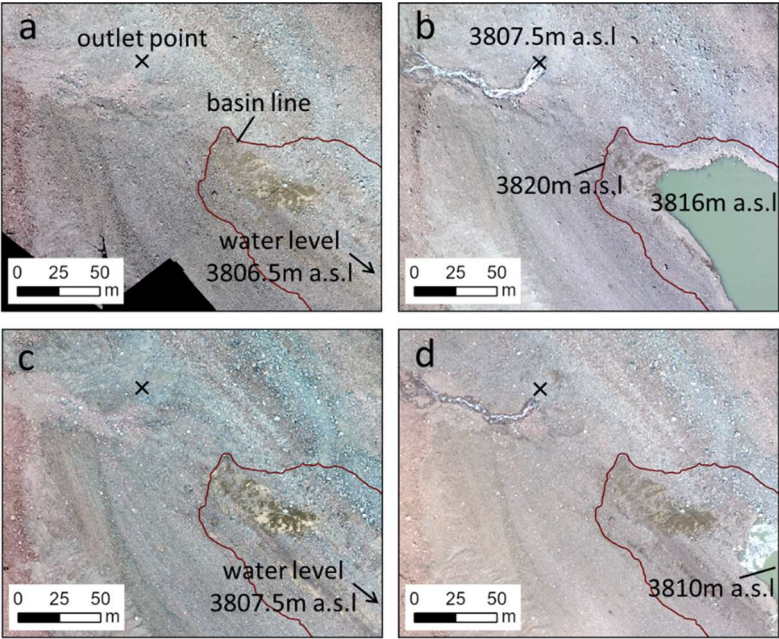 a
outlet point
×
basin line
water level
3806.5m a.s.l
0 25 50
m
b
3807.5m a.s.l
×
3820m a.s.l
3816m a.s.l
0 25 50
m
c
×
water level
3807.5m a.s.l
0 25 50
m
d
×
3810m a.s.l
0 25 50
m